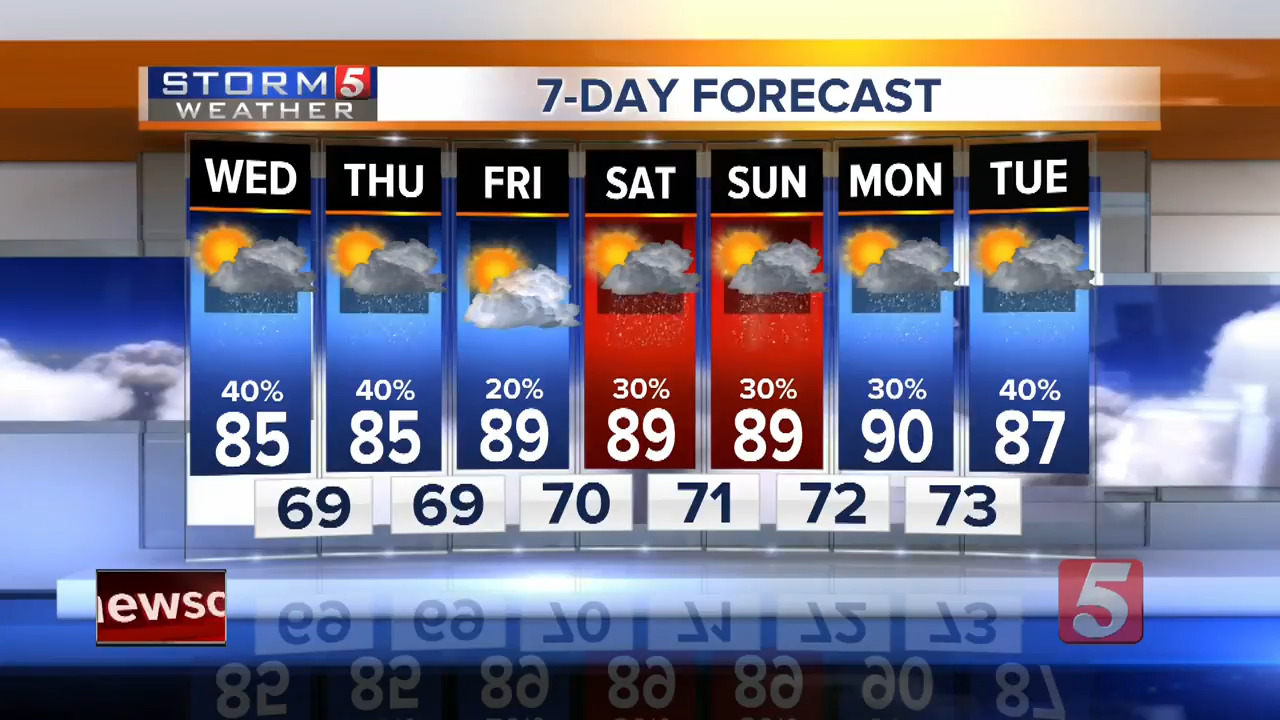 STORM 5
WEATHER
7-DAY FORECAST
WED THU FRI SAT SUN MON TUE
40% 40% 20% 30% 30% 30% 40%
85 85 89 89 89 90 87
69 69 70 71 72 73
newsc
5